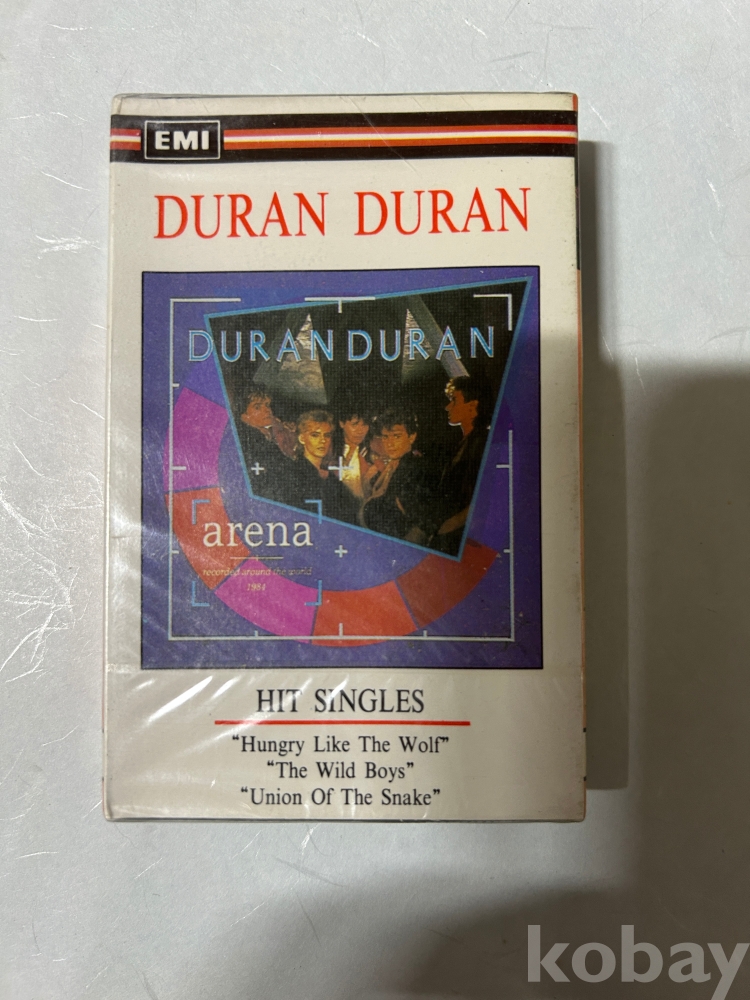 EMI
DURAN DURAN
DURAN DURAN
arena
recorded around the world
1984
HIT SINGLES
"Hungry Like The Wolf"
"The Wild Boys"
"Union Of The Snake"
kobay